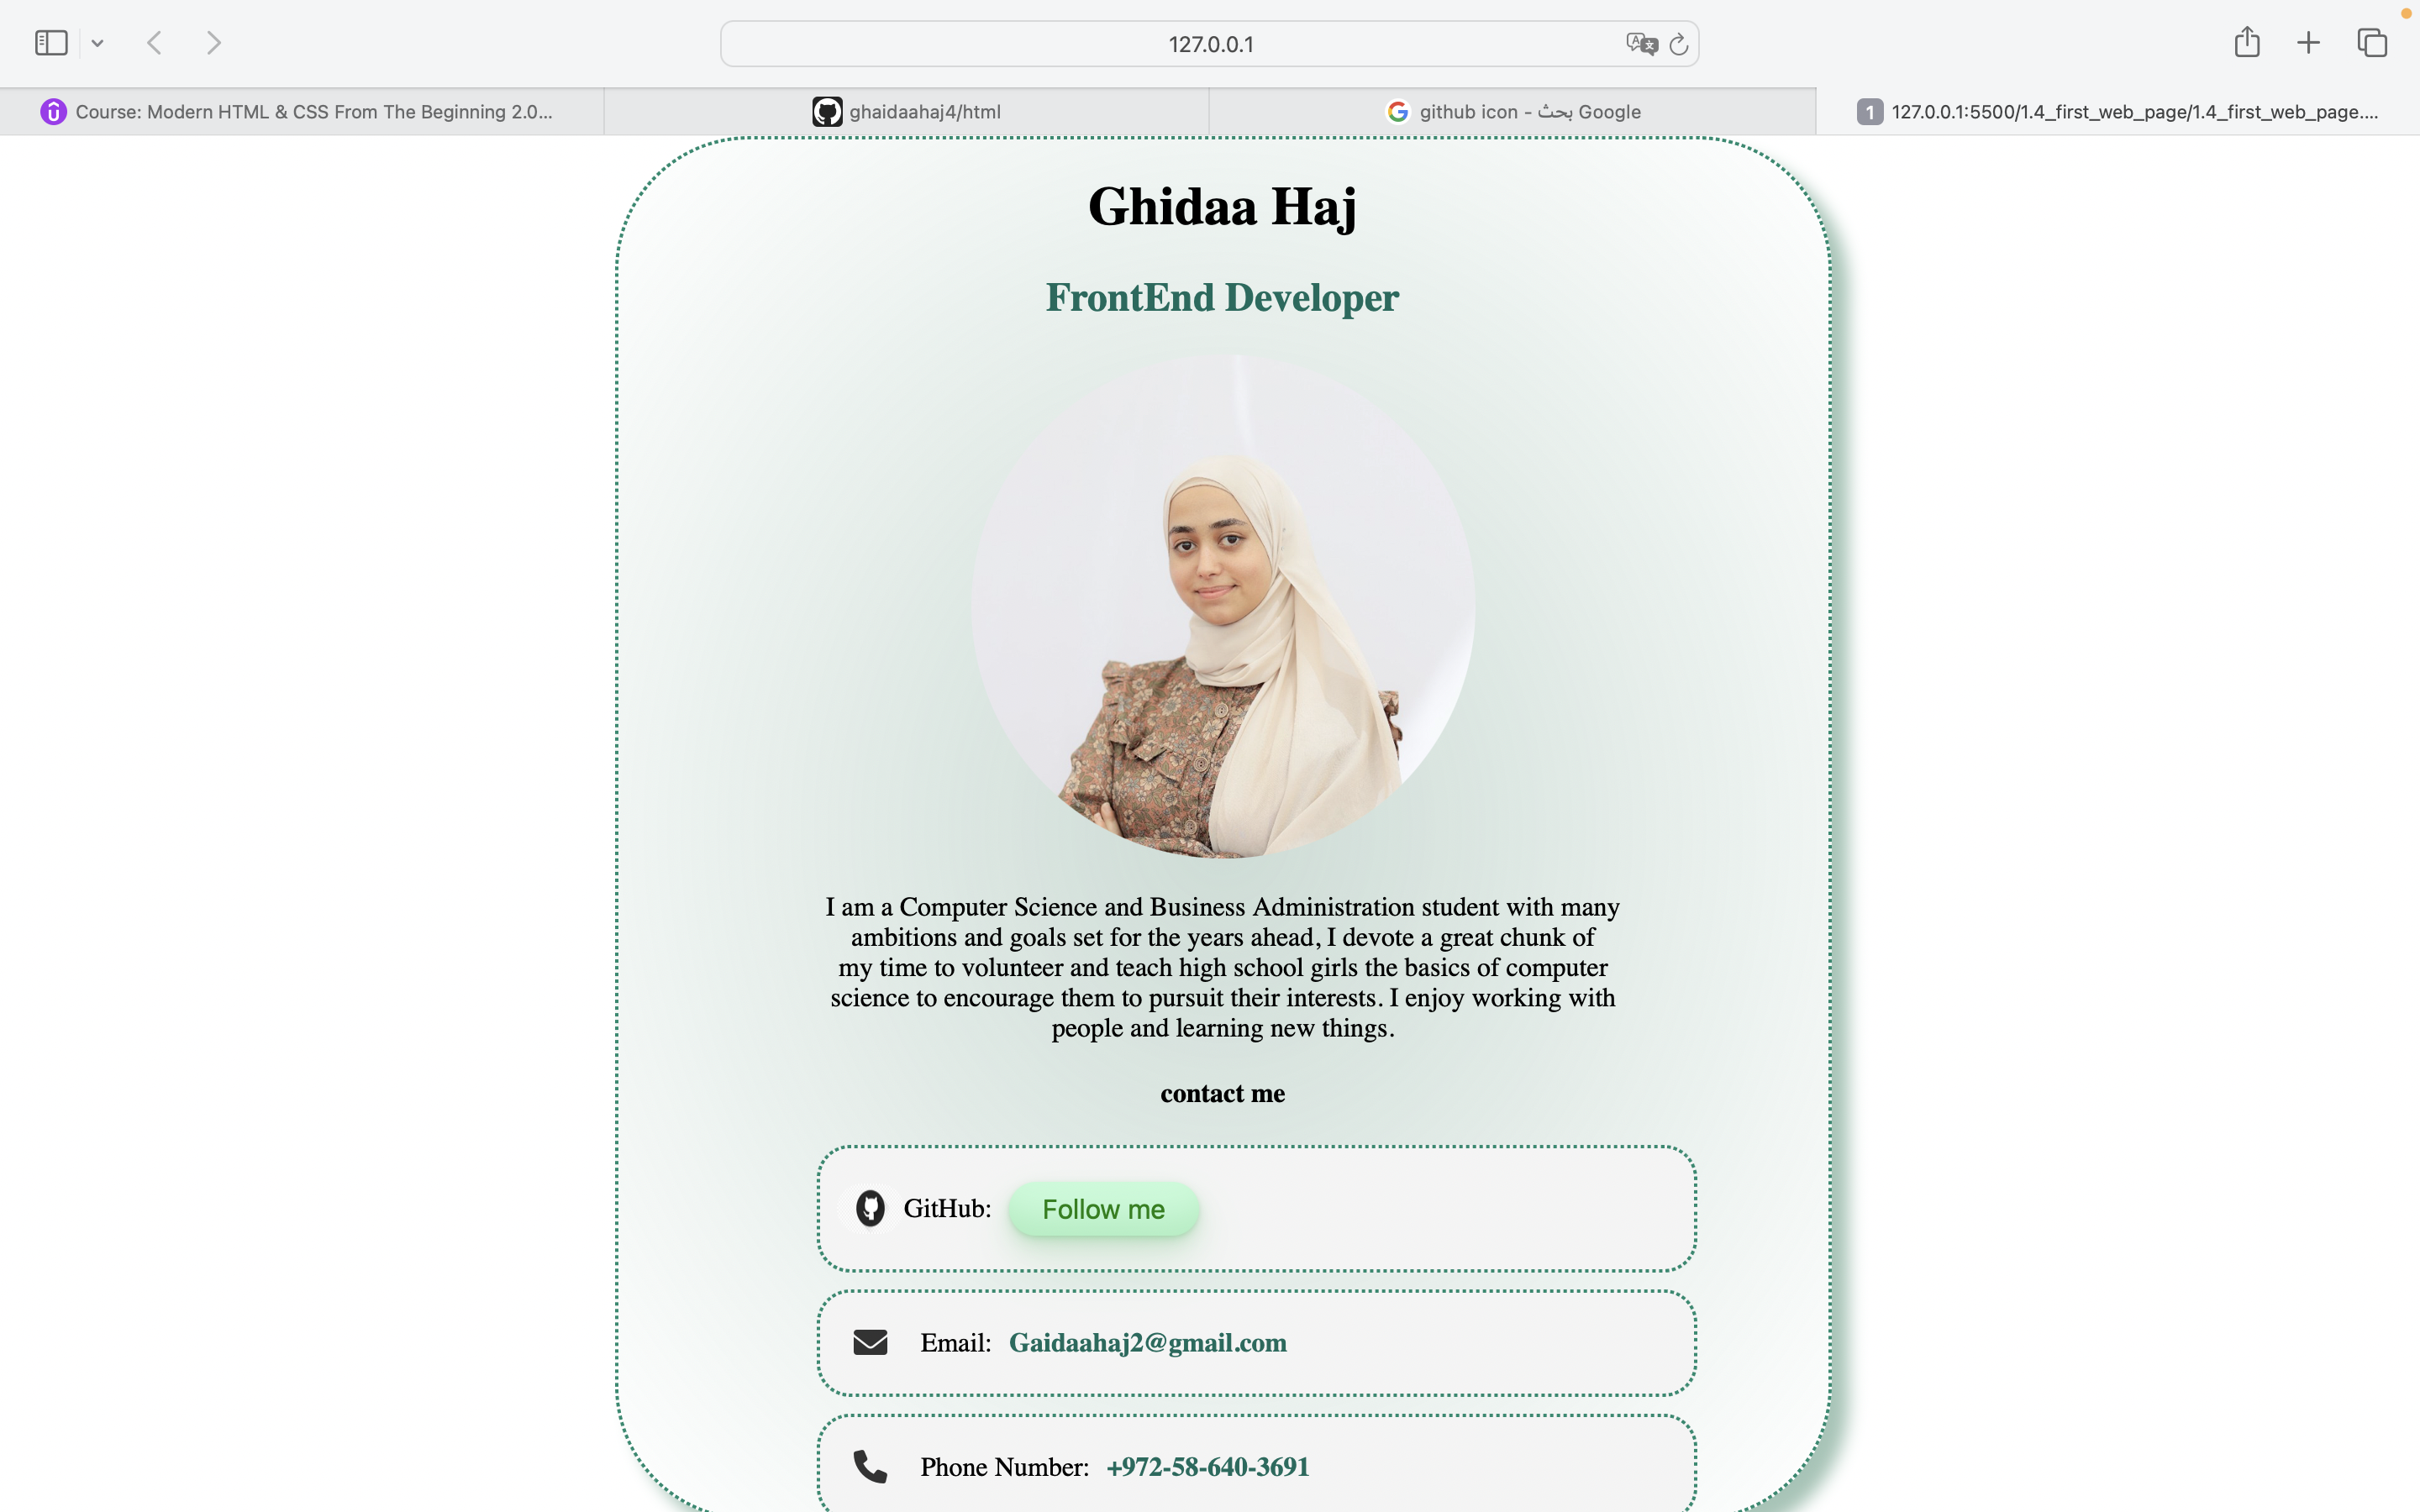 127.0.0.1
Course: Modern HTML & CSS From The Beginning 2.0...
ghaidaahaj4/html
github icon - بحث Google
1 127.0.0.1:5500/1.4_first_web_page/1.4_first_web_page....
Ghidaa Haj
FrontEnd Developer
I am a Computer Science and Business Administration student with many
ambitions and goals set for the years ahead, I devote a great chunk of
my time to volunteer and teach high school girls the basics of computer
science to encourage them to pursuit their interests. I enjoy working with
people and learning new things.
contact me
GitHub: Follow me
Email: Gaidaahaj2@gmail.com
Phone Number: +972-58-640-3691